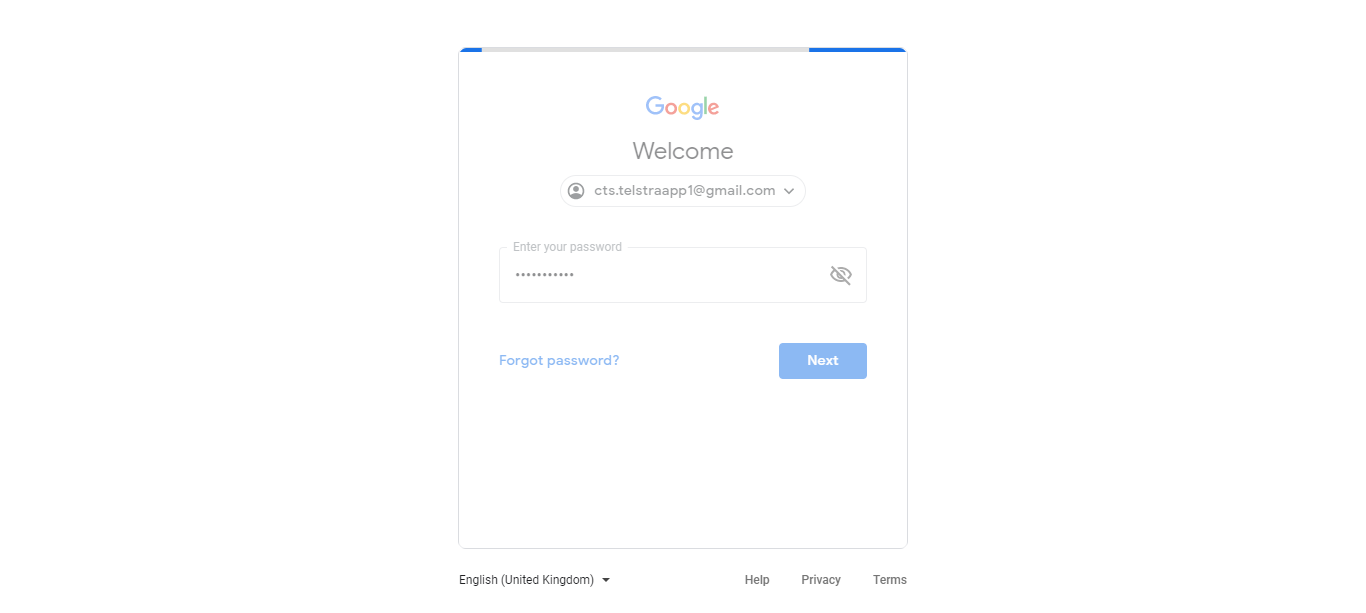 Google
Welcome
cts.telstraapp1@gmail.com
Enter your password
•••••••••••
Forgot password?
Next
English (United Kingdom)
Help Privacy Terms